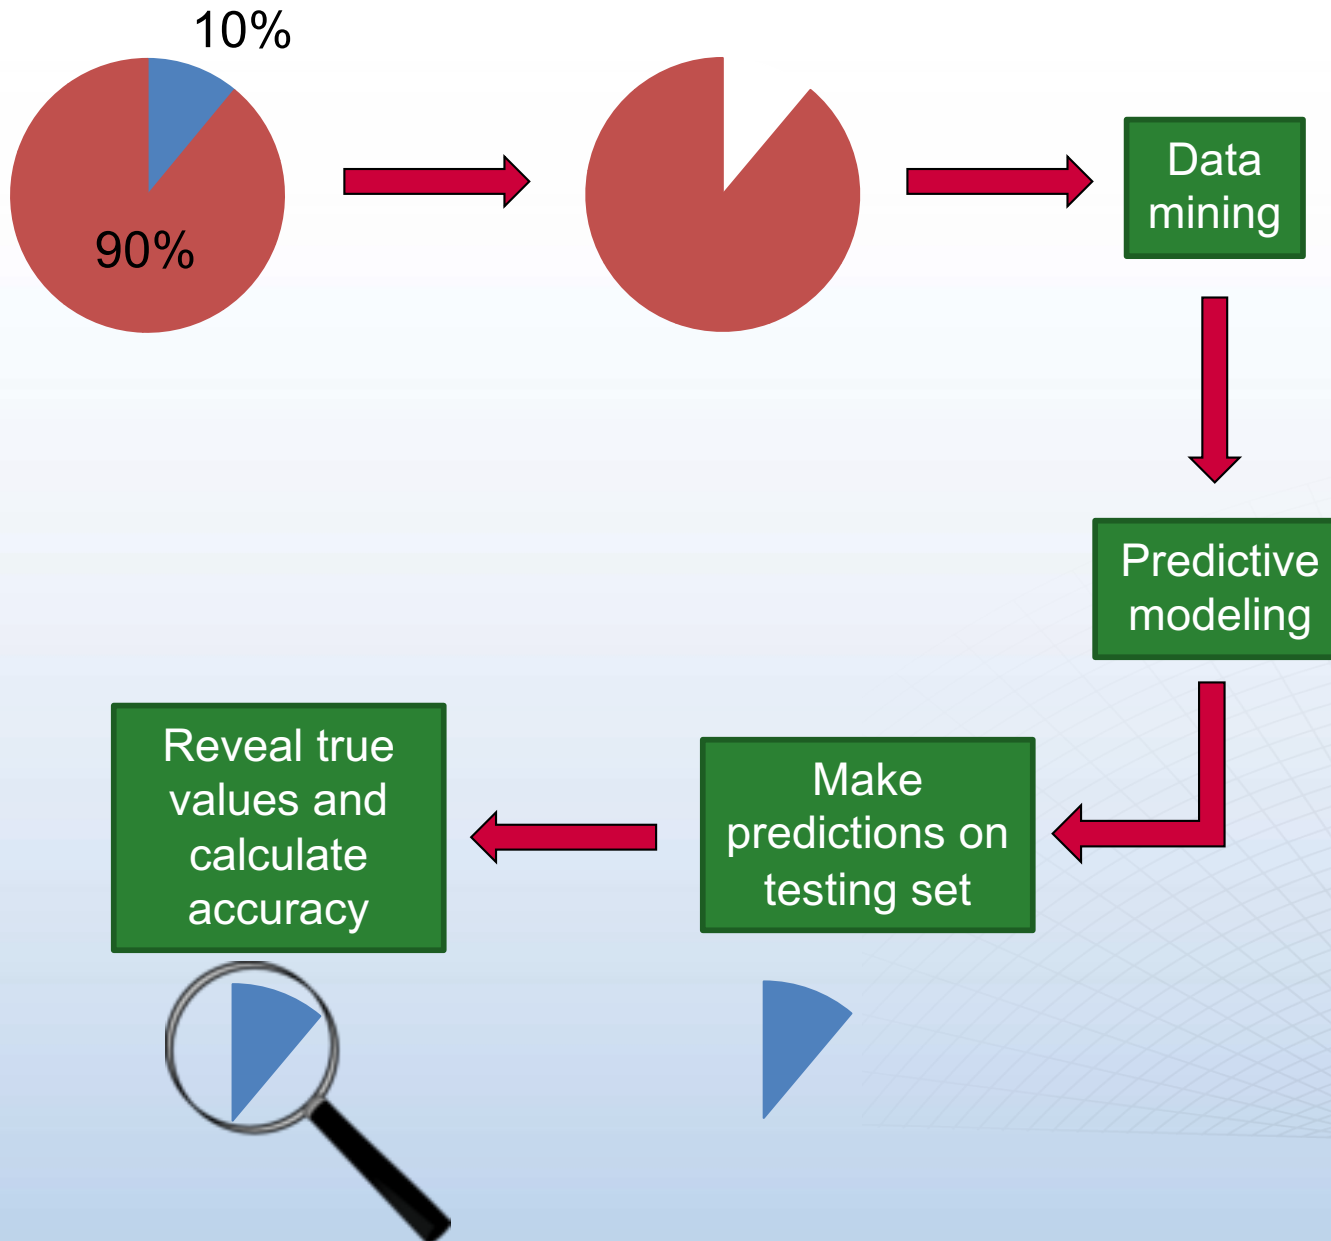 10%
90%
Data
mining
Predictive
modeling
Make
predictions on
testing set
Reveal true
values and
calculate
accuracy